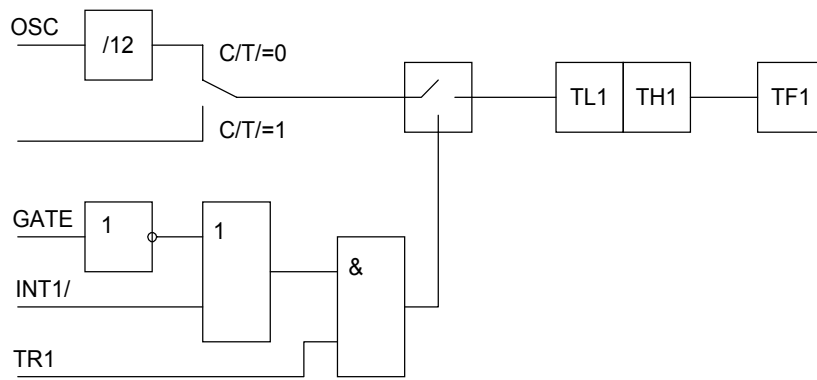 OSC
/12
C/T/=0
TL1
TH1
TF1
C/T/=1
GATE
1
1
&
INT1/
TR1